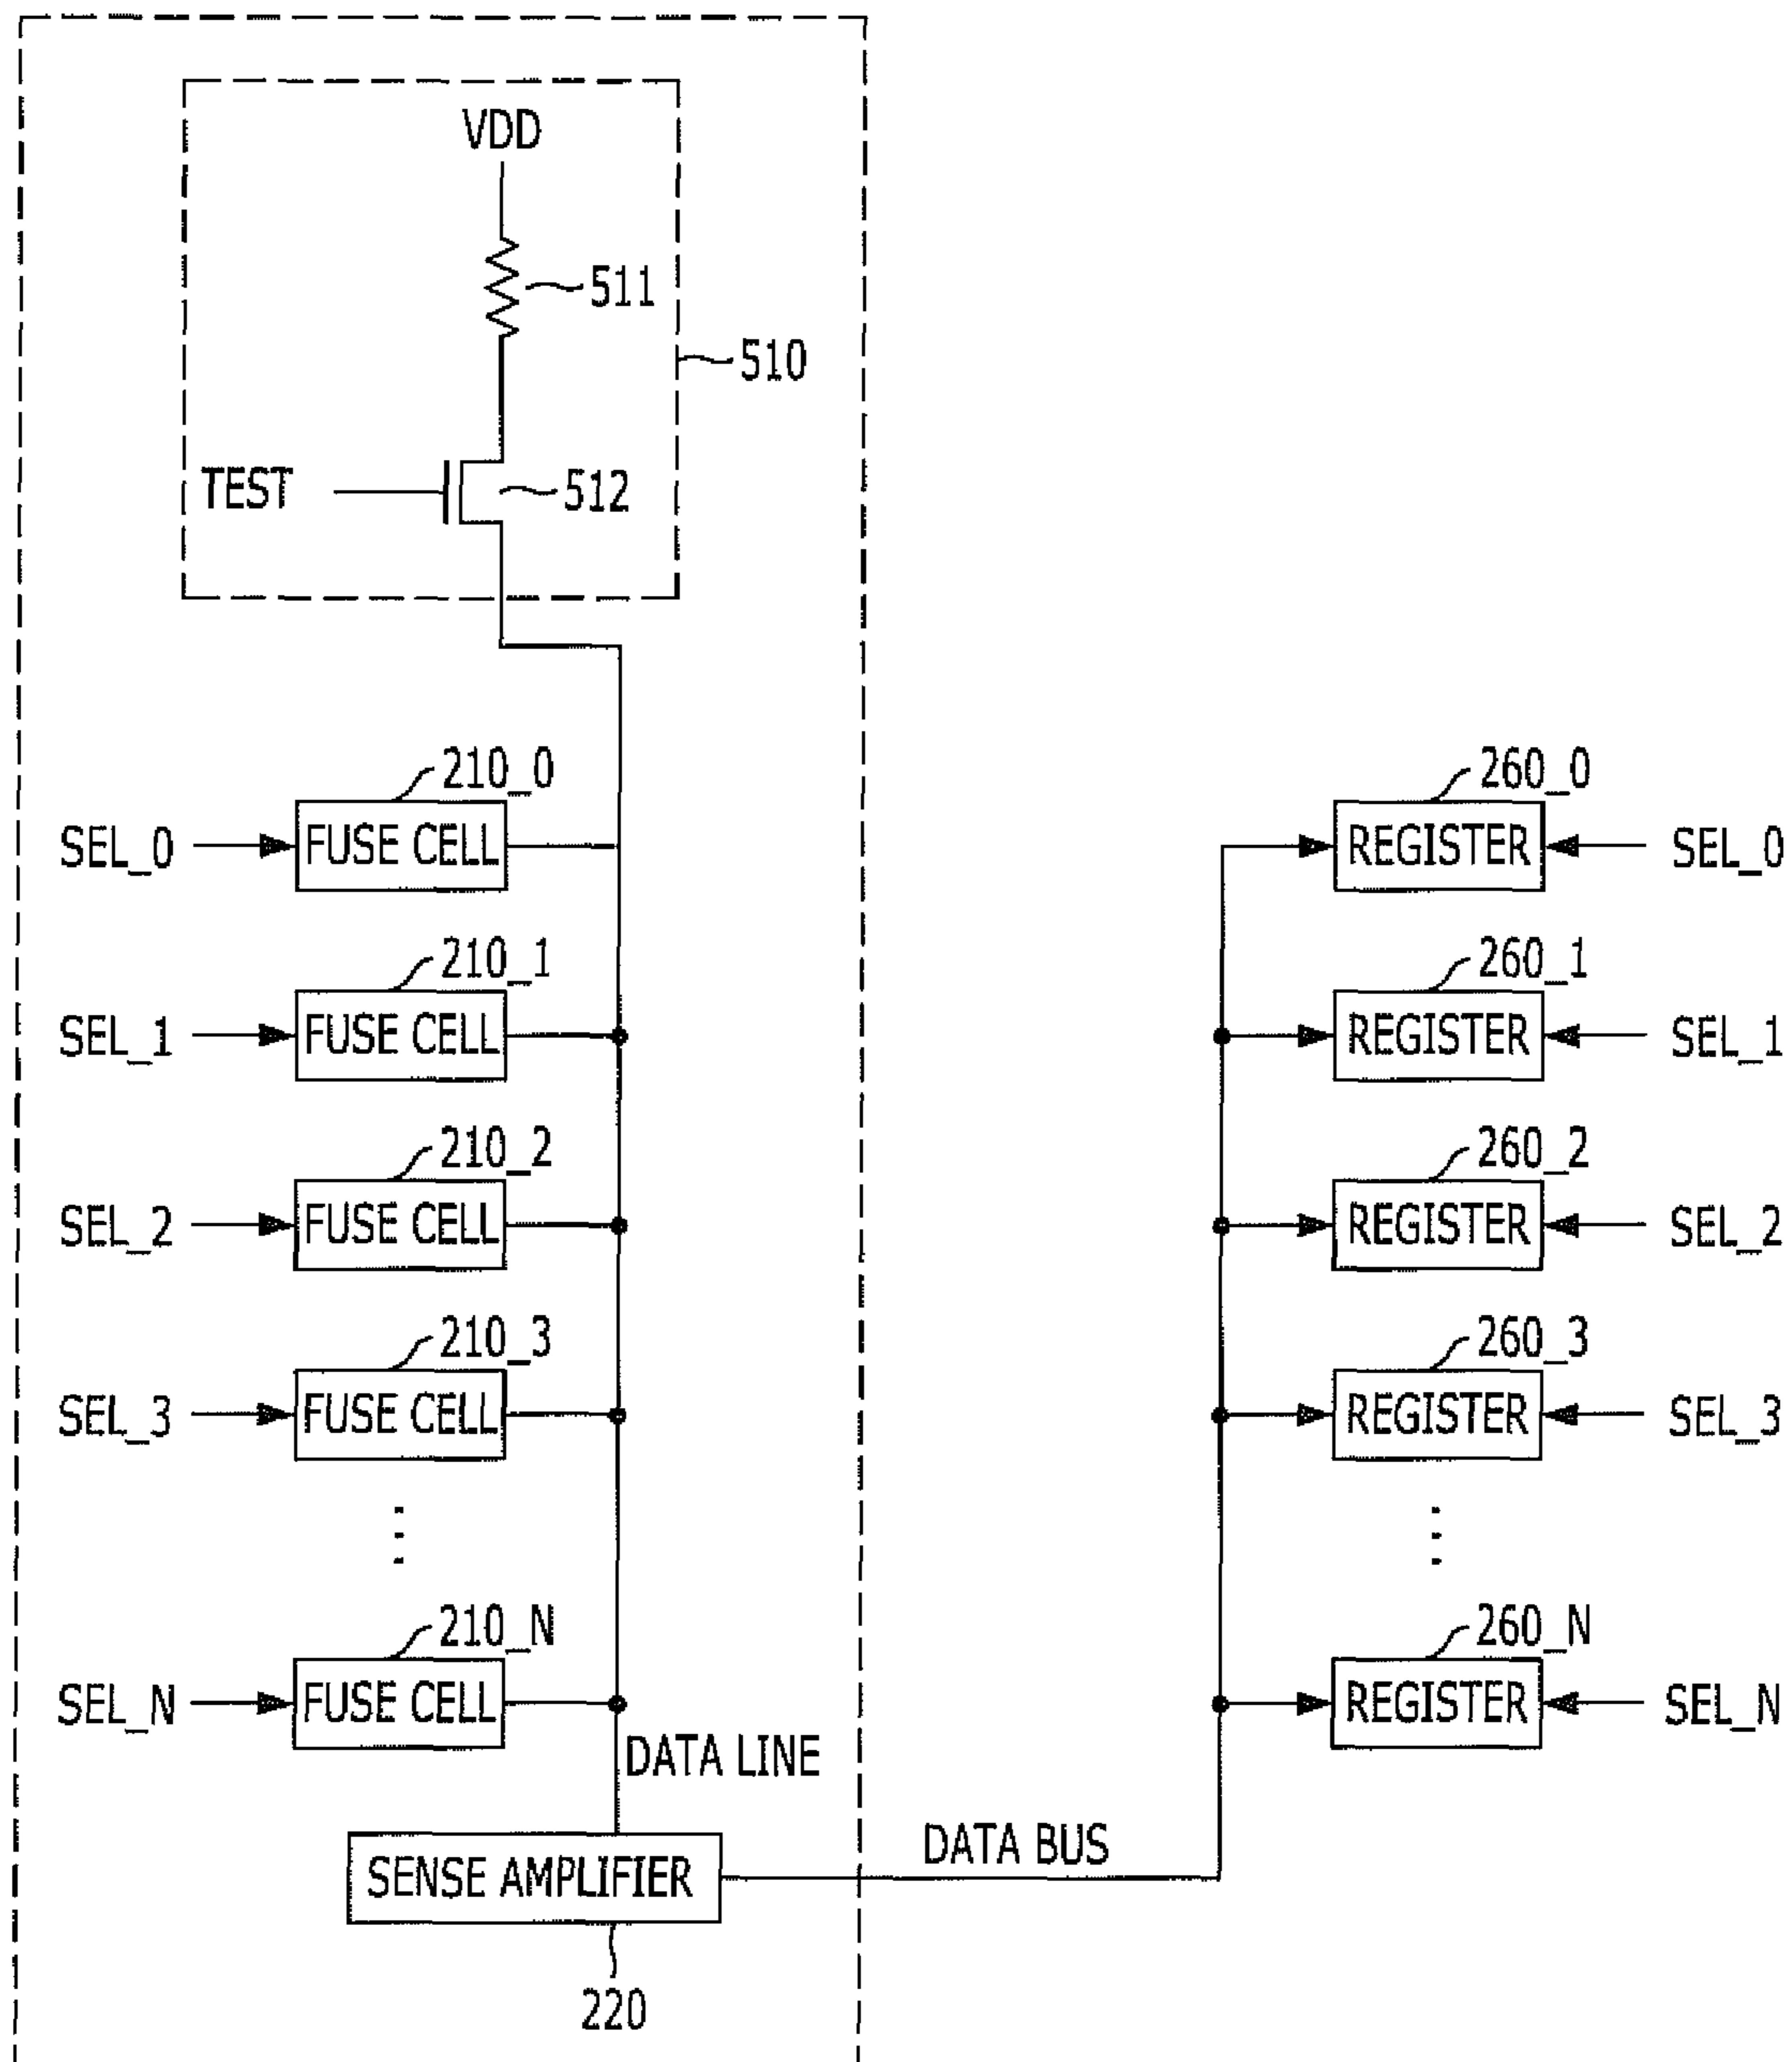 VDD
511
510
TEST
512
210_0
SEL_0
FUSE CELL
260_0
REGISTER
SEL_0
210_1
SEL_1
FUSE CELL
260_1
REGISTER
SEL_1
210_2
SEL_2
FUSE CELL
260_2
REGISTER
SEL_2
210_3
SEL_3
FUSE CELL
260_3
REGISTER
SEL_3
210_N
SEL_N
FUSE CELL
260_N
REGISTER
SEL_N
DATA LINE
SENSE AMPLIFIER
DATA BUS
220